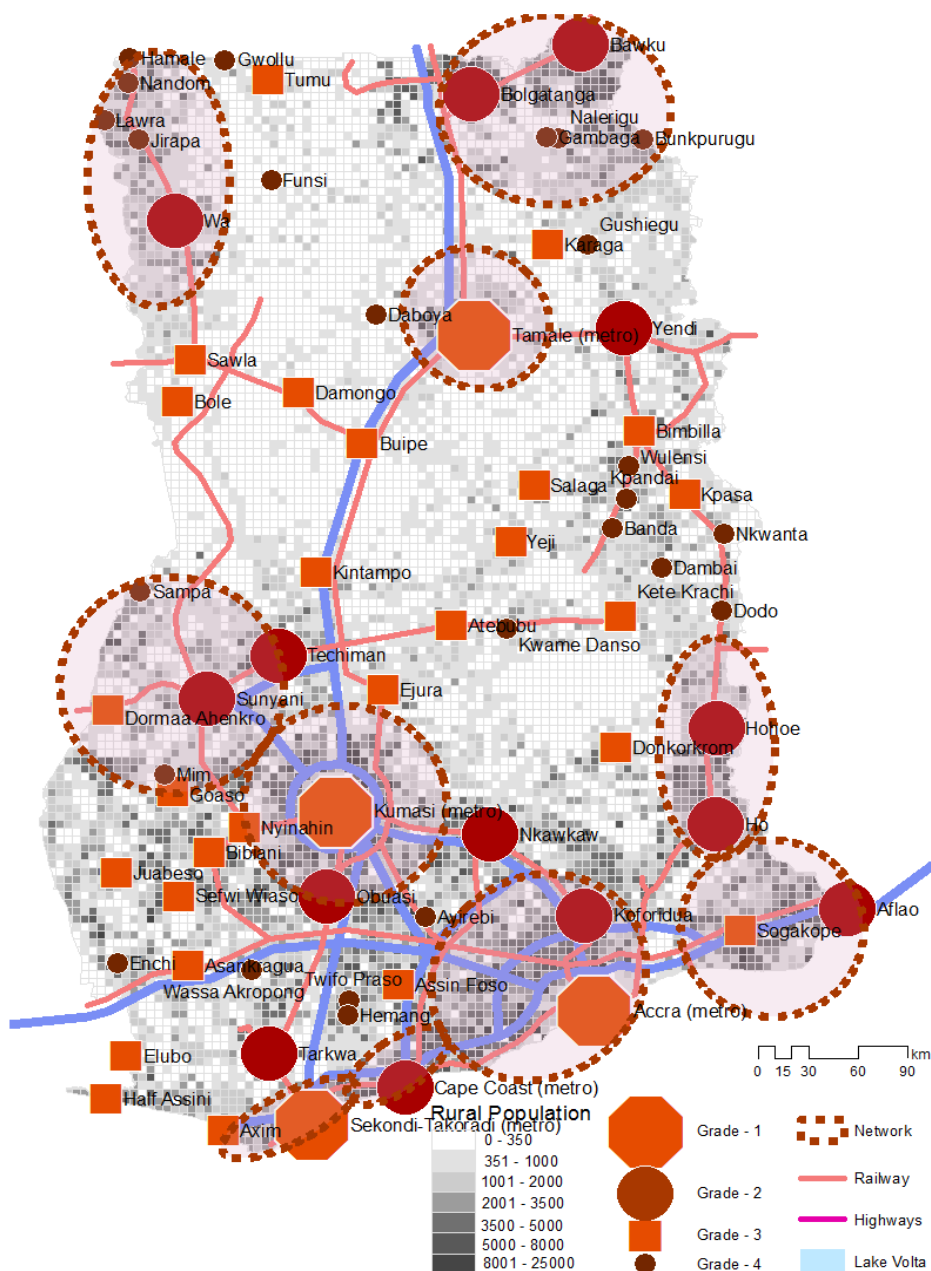 Hamale
Gwollu
Bawku
Nandom
Tumu
Bolgatanga
Lawra
Nalerigu
Jirapa
Gambaga
Bunkpurugu
Funsi
Wa
Gushiegu
Karaga
Daboya
Tamale (metro)
Yendi
Sawla
Damongo
Bole
Buipe
Bimbilla
Wulensi
Salaga
Kpandai
Kpasa
Banda
Nkwanta
Yeji
Kintampo
Dambai
Sampa
Kete Krachi
Dodo
Atebubu
Kwame Danso
Techiman
Sunyani
Ejura
Dormaa Ahenkro
Hohoe
Donkorkrom
Mim
Goaso
Kumasi (metro)
Nyinahin
Nkwakaw
Ho
Bibiani
Juabeso
Sefwi Wiaso
Obuasi
Ayirebi
Koforidua
Aflao
Sogakope
Enchi
Asankragua
Twifo Praso
Assin Foso
Wassa Akropong
Hemang
Accra (metro)
Elubo
Tarkwa
0 15 30 60 90
km
Half Assini
Cape Coast (metro)
Axim
Sekondi-Takoradi (metro)
Rural Population
0 - 350
351 - 1000
1001 - 2000
2001 - 3500
3500 - 5000
5000 - 8000
8001 - 25000
Grade - 1
Grade - 2
Grade - 3
Grade - 4
Network
Railway
Highways
Lake Volta